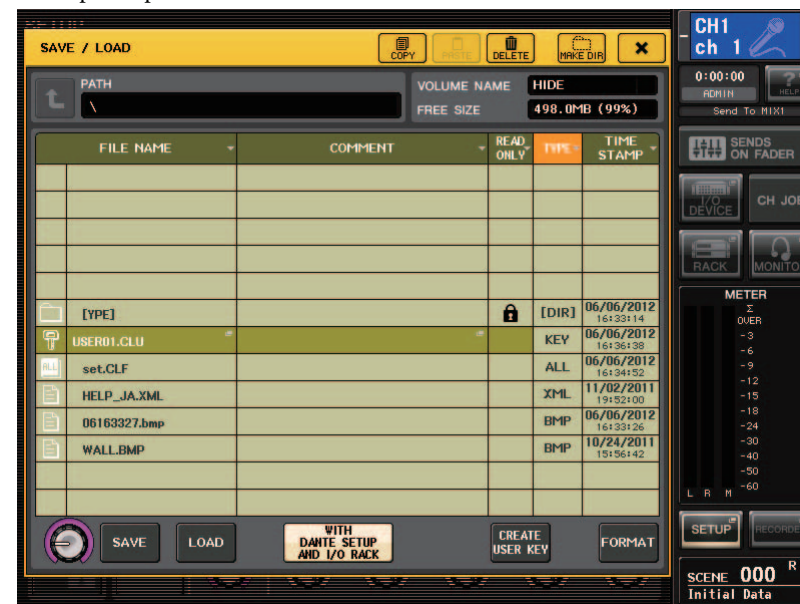 SAVE / LOAD
COPY
PASTE
DELETE
MAKE DIR
×
PATH
\
VOLUME NAME
HIDE
FREE SIZE
498.0MB (99%)
FILE NAME
COMMENT
READ ONLY
TYPE
TIME STAMP
[YPE]
[DIR]
06/06/2012
16:33:14
USER01.CLU
KEY
06/06/2012
16:36:38
ALL
set.CLF
ALL
06/06/2012
16:34:52
HELP_JA.XML
XML
11/02/2011
19:52:00
06163327.bmp
BMP
06/06/2012
16:33:26
WALL.BMP
BMP
10/24/2011
15:56:42
SAVE
LOAD
WITH
DANTE SETUP
AND I/O RACK
CREATE
USER KEY
FORMAT
CH1
ch 1
0:00:00
ADMIN
?
HELP
Send To MIX1
SENDS
ON FADER
I/O
DEVICE
CH JOB
RACK
MONITO
METER
Σ
OVER
-3
-6
-9
-12
-15
-18
-24
-30
-40
-50
-60
L R M
SETUP
RECORDE
SCENE 000 R
Initial Data